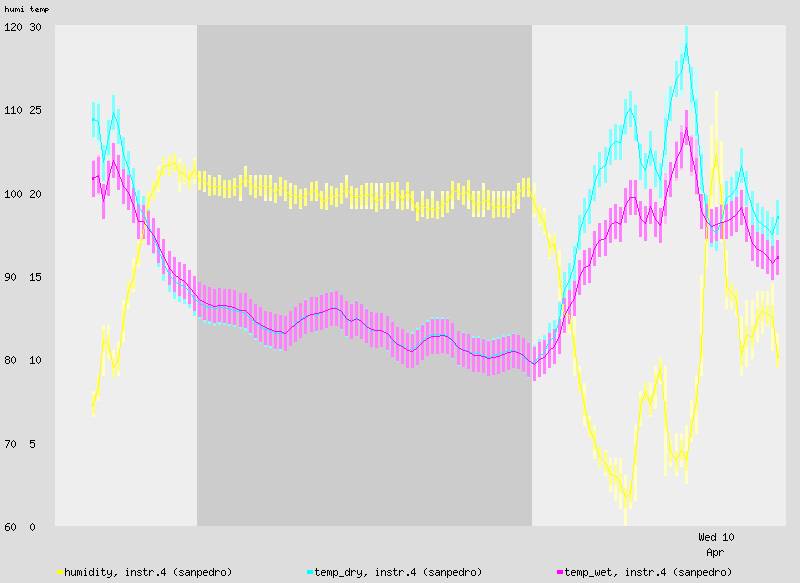 humi temp
120 30
110 25
100 20
90 15
80 10
70 5
60 0
Wed 10
Apr
humidity, instr.4 (sanpedro) temp_dry, instr.4 (sanpedro) temp_wet, instr.4 (sanpedro)